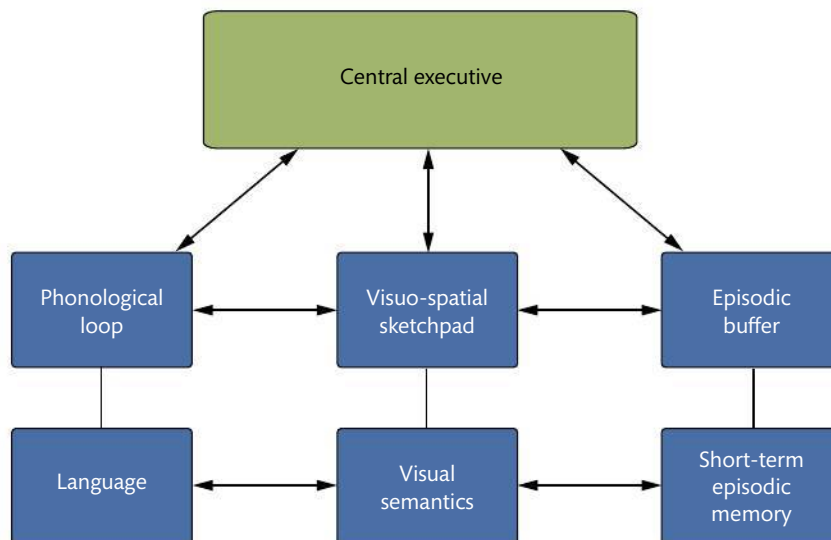 Central executive
Phonological
loop
Visuo-spatial
sketchpad
Episodic
buffer
Language
Visual
semantics
Short-term
episodic
memory